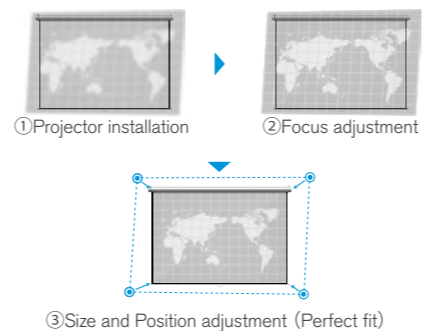 ①Projector installation
②Focus adjustment
③Size and Position adjustment (Perfect fit)